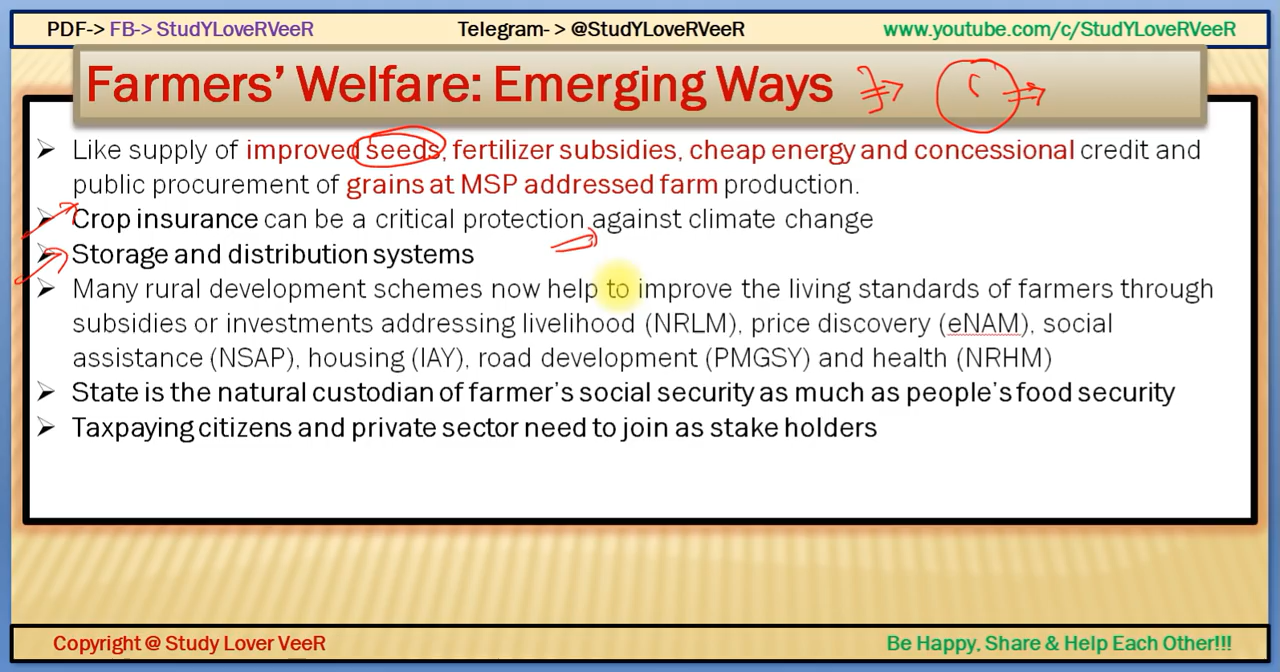 PDF-> FB-> StudYLoveRVeeR Telegram- > @StudYLoveRVeeR www.youtube.com/c/StudYLoveRVeeR
Farmers’ Welfare: Emerging Ways
➢ Like supply of improved seeds, fertilizer subsidies, cheap energy and concessional credit and
public procurement of grains at MSP addressed farm production.
➢ Crop insurance can be a critical protection against climate change
➢ Storage and distribution systems
➢ Many rural development schemes now help to improve the living standards of farmers through
subsidies or investments addressing livelihood (NRLM), price discovery (eNAM), social
assistance (NSAP), housing (IAY), road development (PMGSY) and health (NRHM)
➢ State is the natural custodian of farmer’s social security as much as people’s food security
➢ Taxpaying citizens and private sector need to join as stake holders
Copyright @ Study Lover VeeR Be Happy, Share & Help Each Other!!!